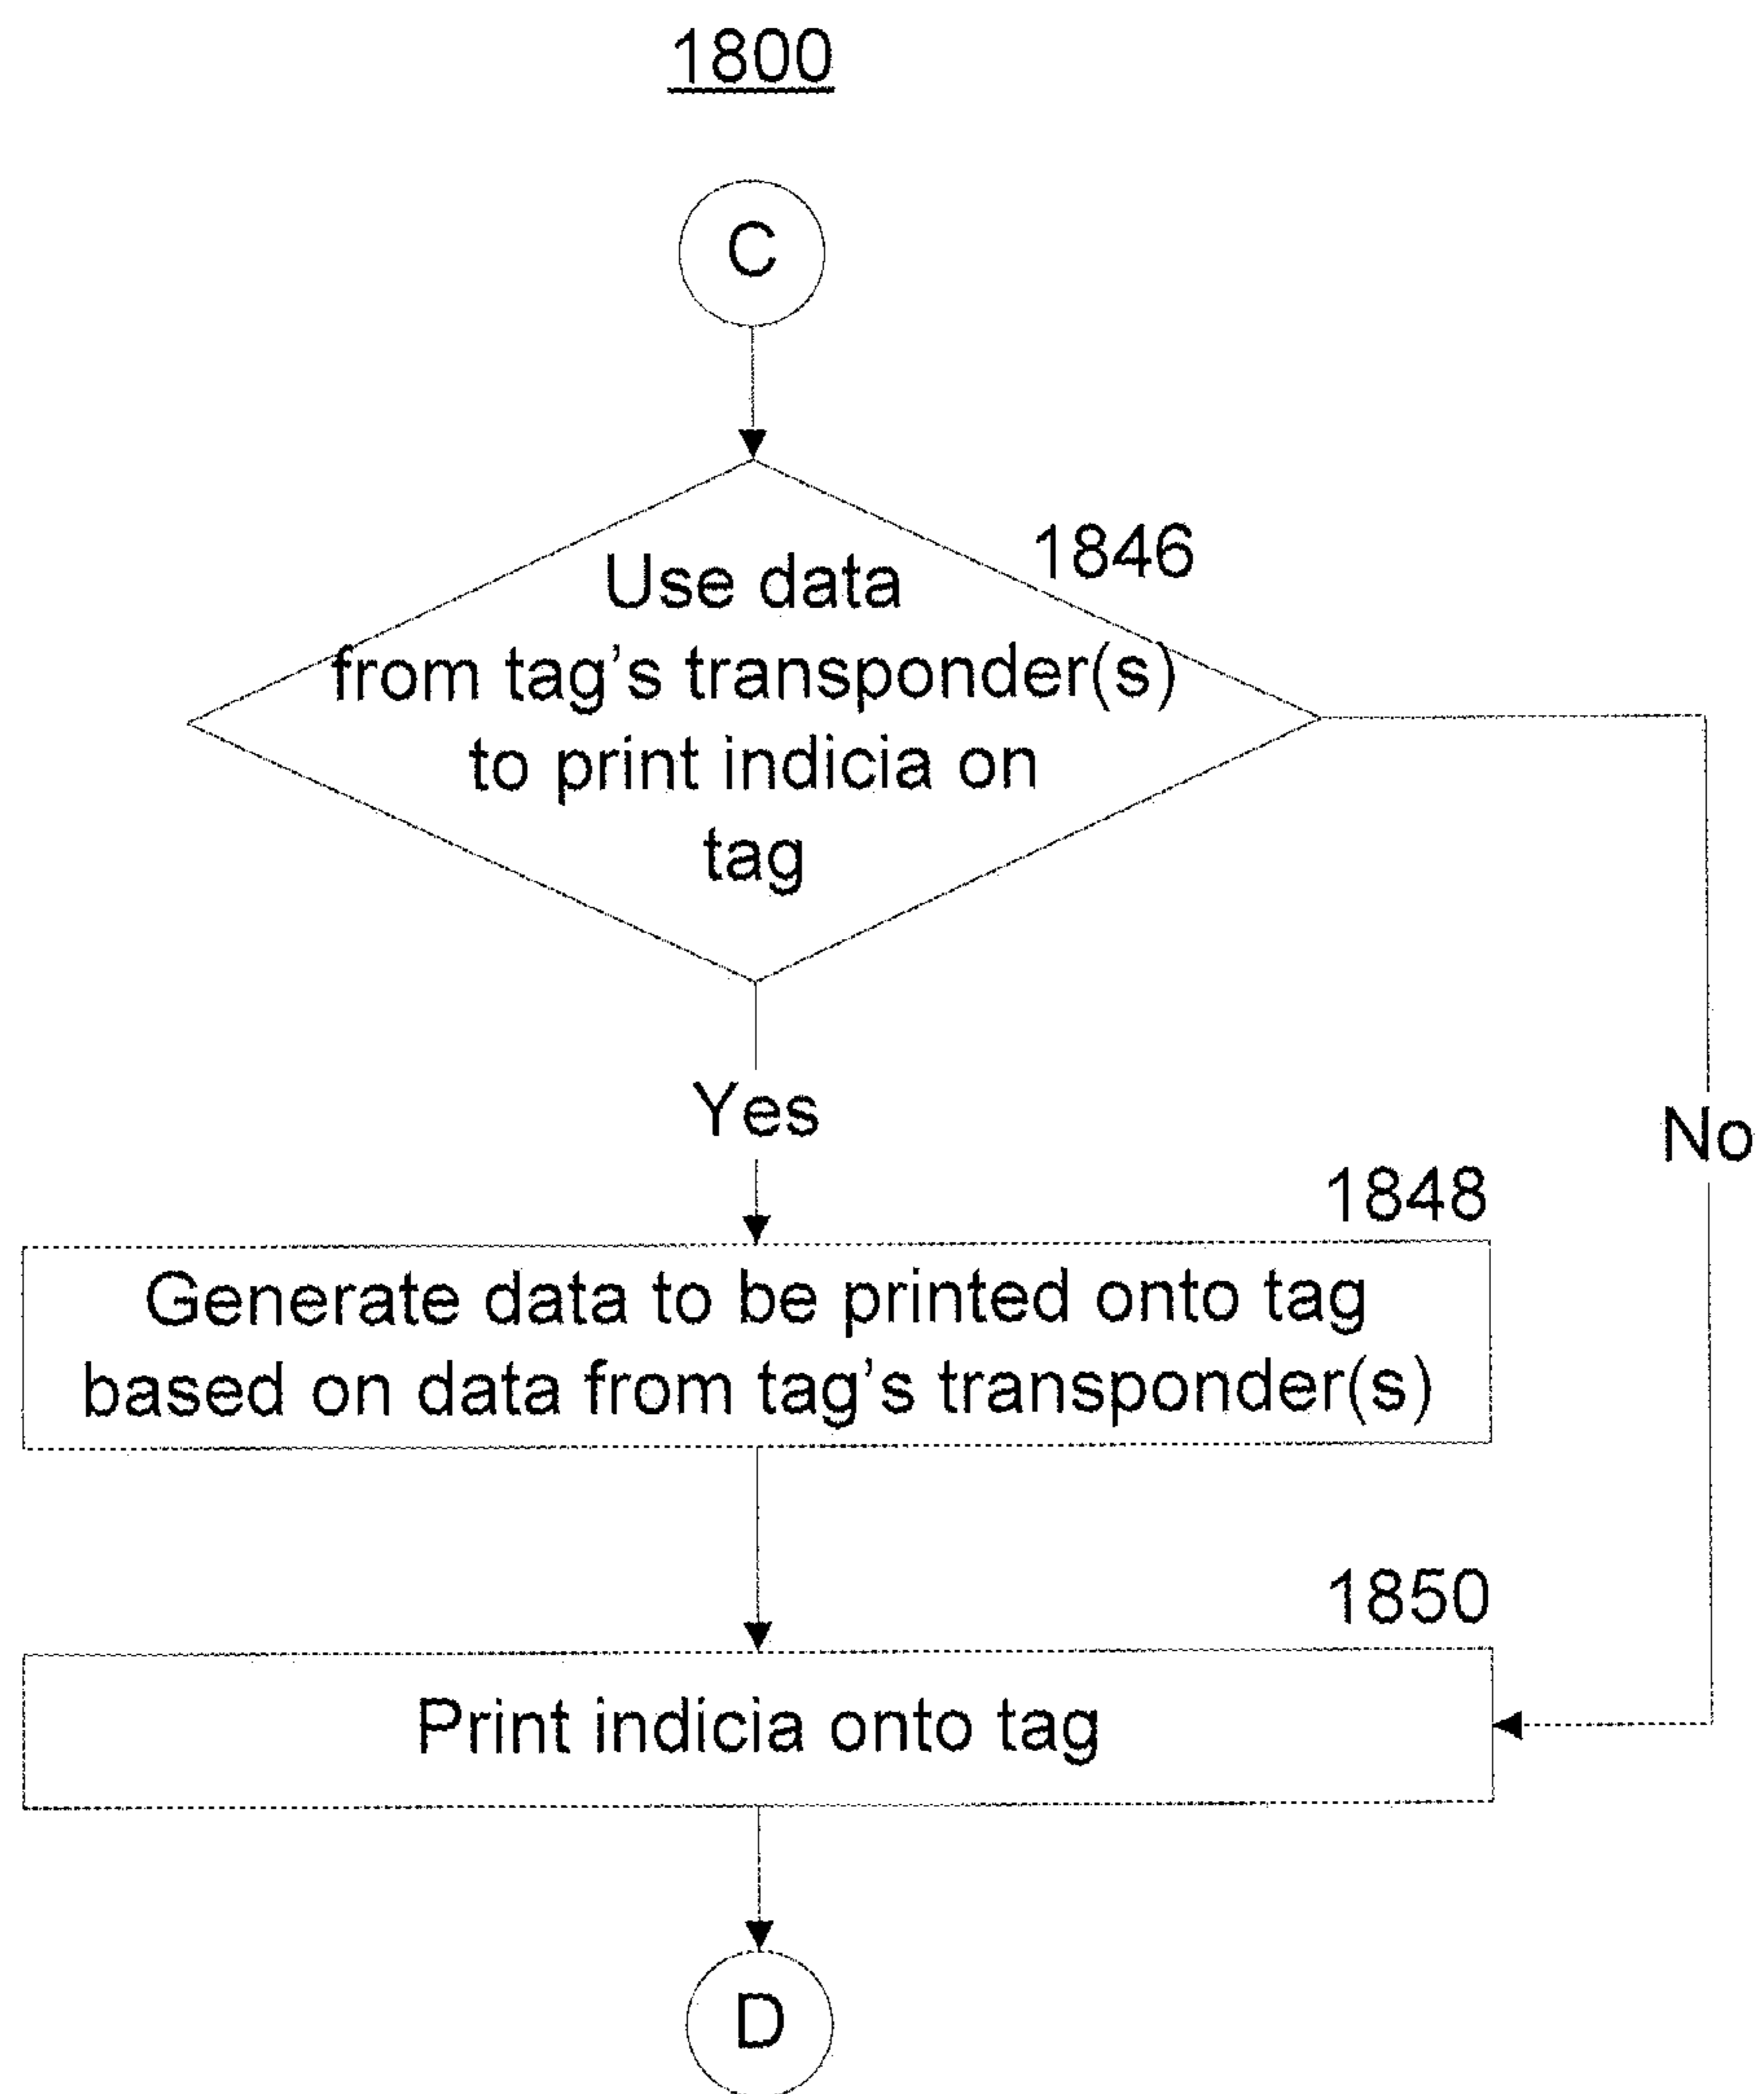 1800
C
1846
Use data
from tag's transponder(s)
to print indicia on
tag
Yes
No
1848
Generate data to be printed onto tag
based on data from tag's transponder(s)
1850
Print indicia onto tag
D